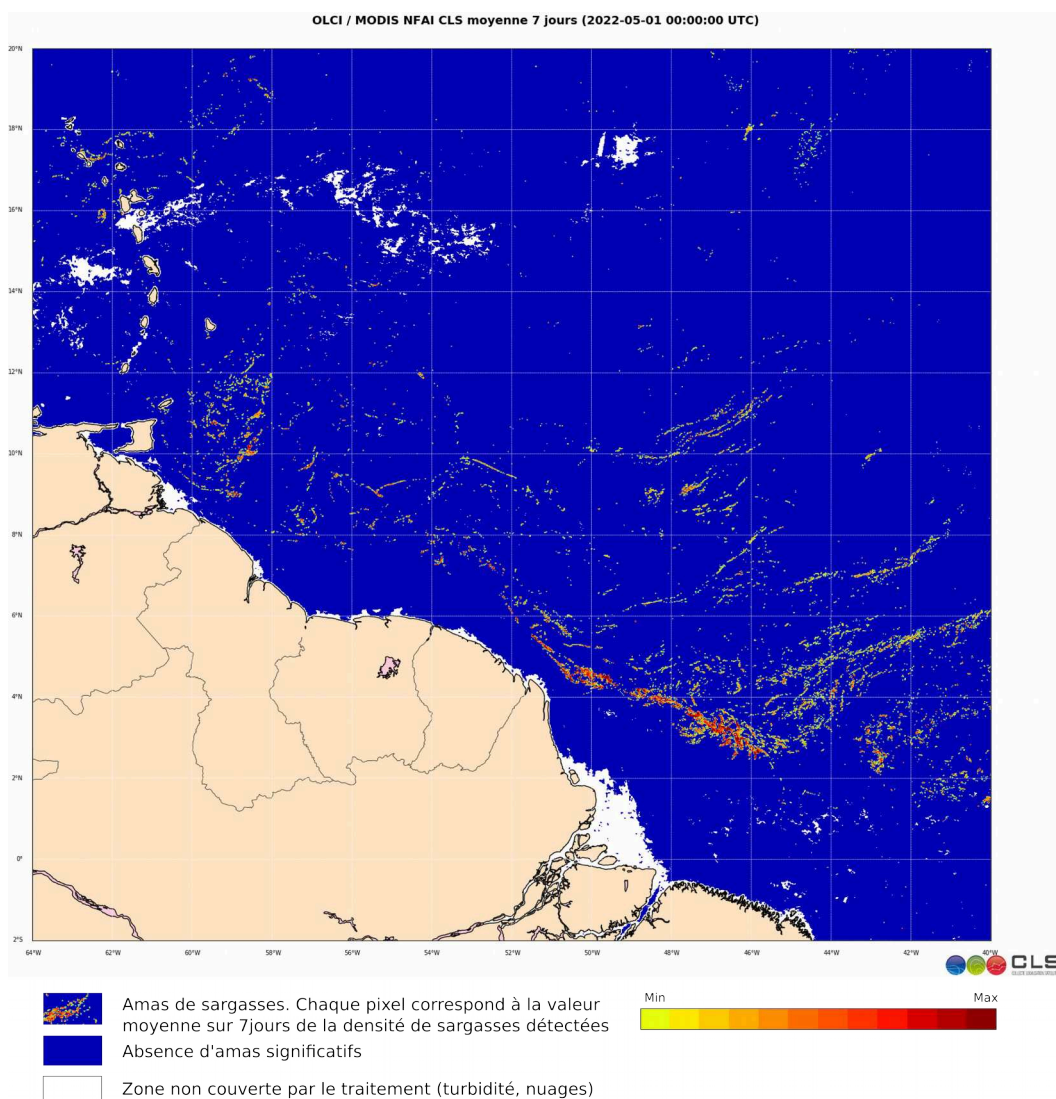 OLCI / MODIS NFAI CLS moyenne 7 jours (2022-05-01 00:00:00 UTC)
20°N
18°N
16°N
14°N
12°N
10°N
8°N
6°N
4°N
2°N
0°
2°S
64°W 62°W 60°W 58°W 56°W 54°W 52°W 50°W 48°W 46°W 44°W 42°W 40°W
CLS
Amas de sargasses. Chaque pixel correspond à la valeur
moyenne sur 7jours de la densité de sargasses détectées
Min Max
Absence d'amas significatifs
Zone non couverte par le traitement (turbidité, nuages)